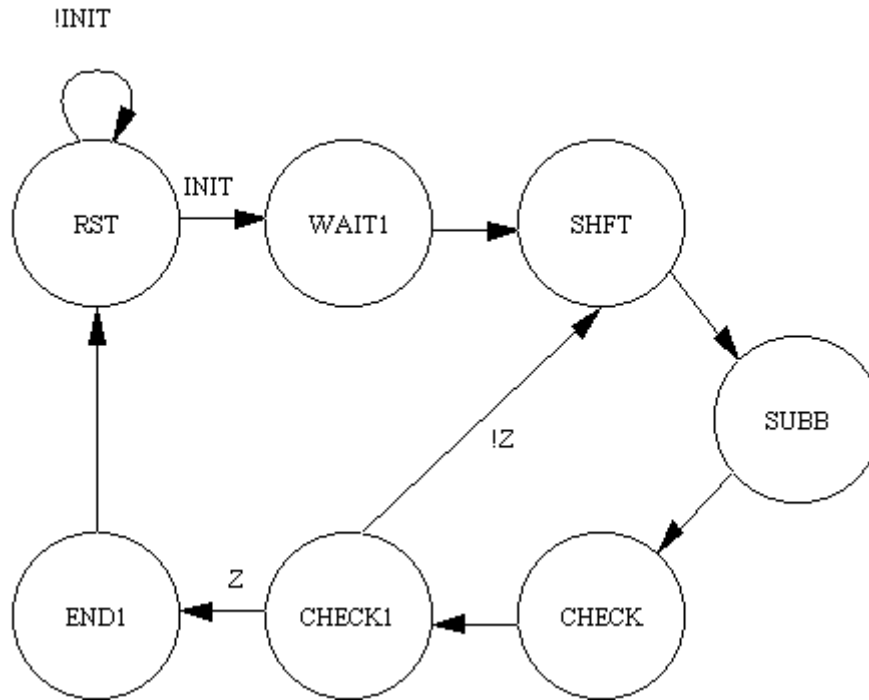 !INIT
INIT
RST
WAIT1
SHFT
SUBB
!Z
Z
END1
CHECK1
CHECK